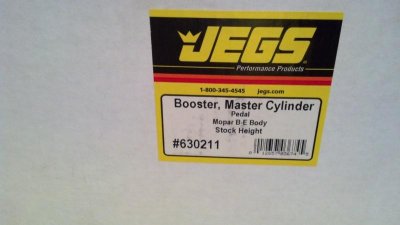 JEGS
Performance Products
1-800-345-4545 jegs.com
Booster, Master Cylinder
Pedal
Mopar B-E Body
Stock Height
#630211